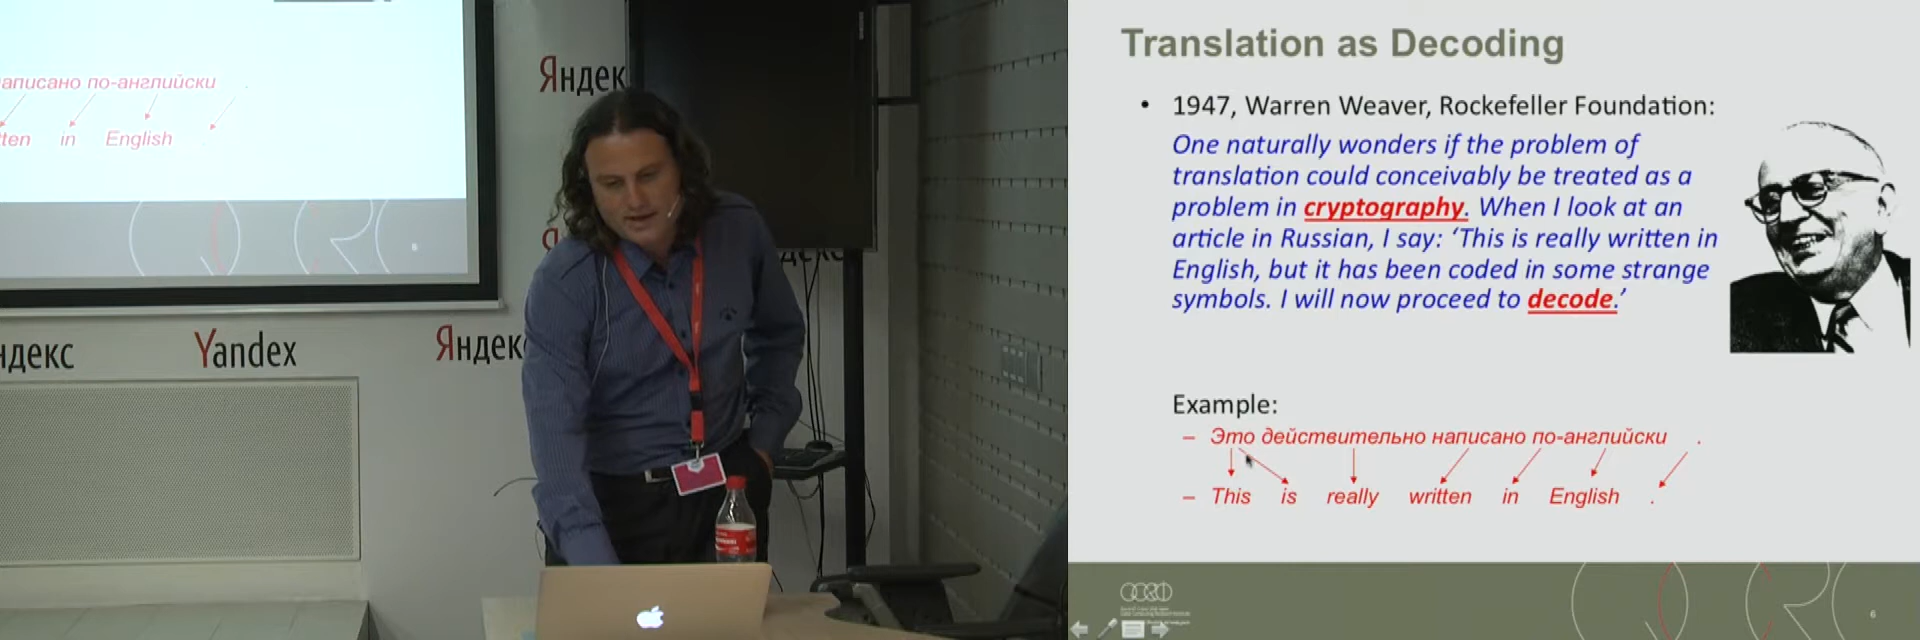 аписано по-английски .
tten in English .
Яндекс
ндекс
Yandex
Яндекс
Translation as Decoding
• 1947, Warren Weaver, Rockefeller Foundation:
One naturally wonders if the problem of
translation could conceivably be treated as a
problem in cryptography. When I look at an
article in Russian, I say: ‘This is really written in
English, but it has been coded in some strange
symbols. I will now proceed to decode.’
Example:
– Это действительно написано по-английски .
– This is really written in English .
6